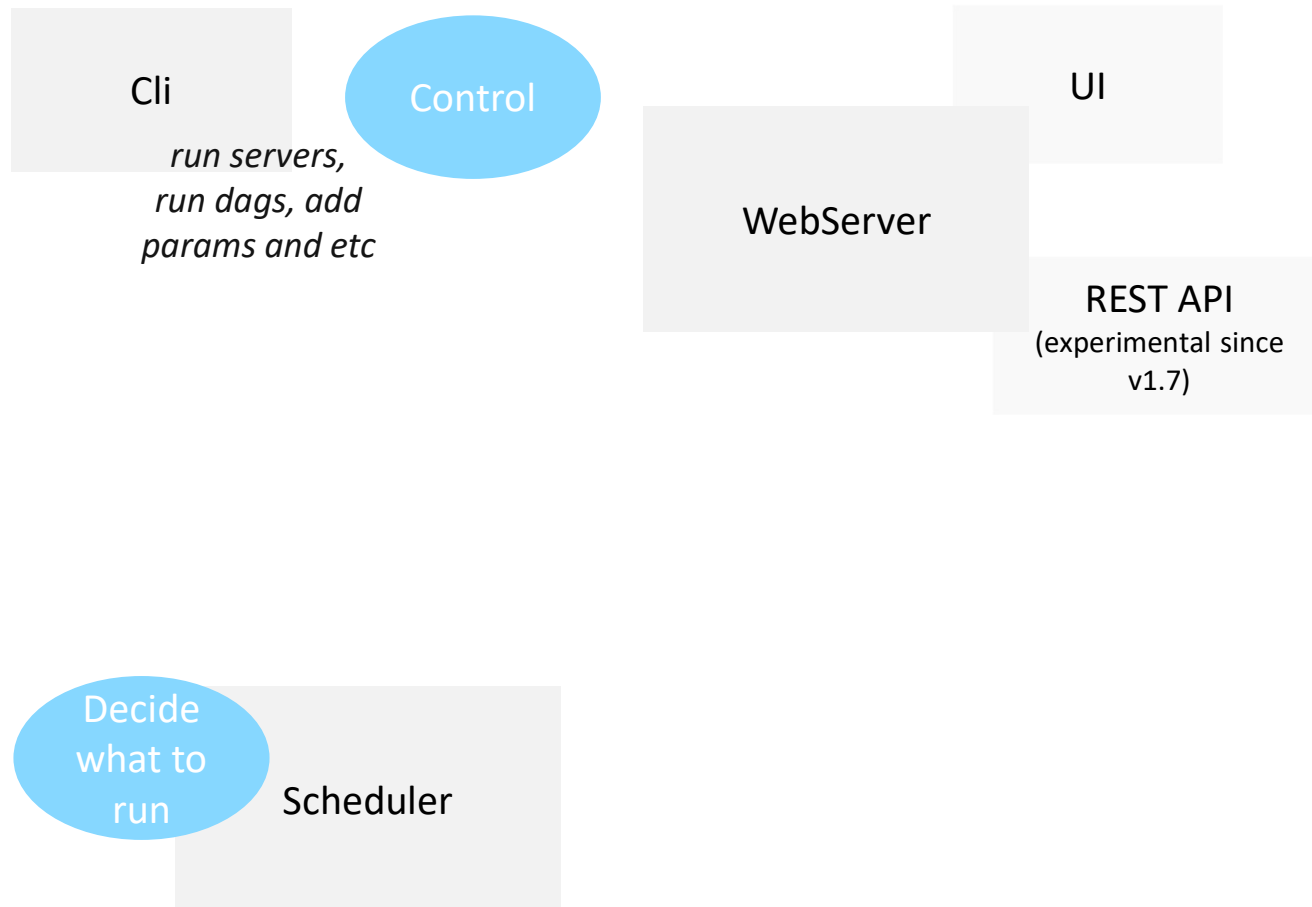 Cli
run servers,
run dags, add
params and etc
Control
UI
WebServer
REST API
(experimental since
v1.7)
Decide
what to
run
Scheduler